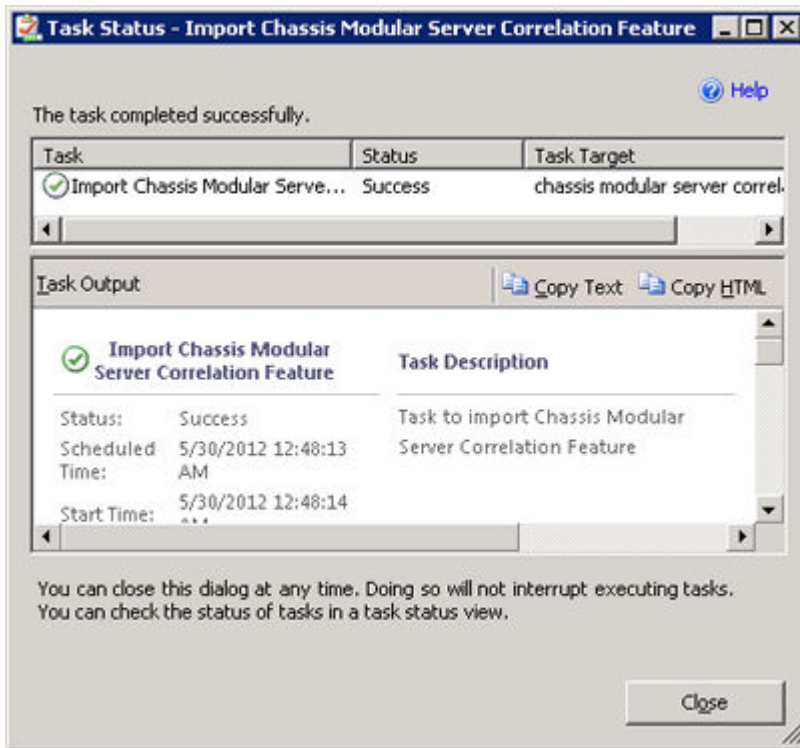 Task Status - Import Chassis Modular Server Correlation Feature
Help
The task completed successfully.
Task Status Task Target
Import Chassis Modular Serve... Success chassis modular server correl
Task Output Copy Text Copy HTML
Import Chassis Modular
Server Correlation Feature
Task Description
Status: Success
Task to import Chassis Modular
Server Correlation Feature
Scheduled Time: 5/30/2012 12:48:13 AM
Start Time: 5/30/2012 12:48:14
You can close this dialog at any time. Doing so will not interrupt executing tasks.
You can check the status of tasks in a task status view.
Close